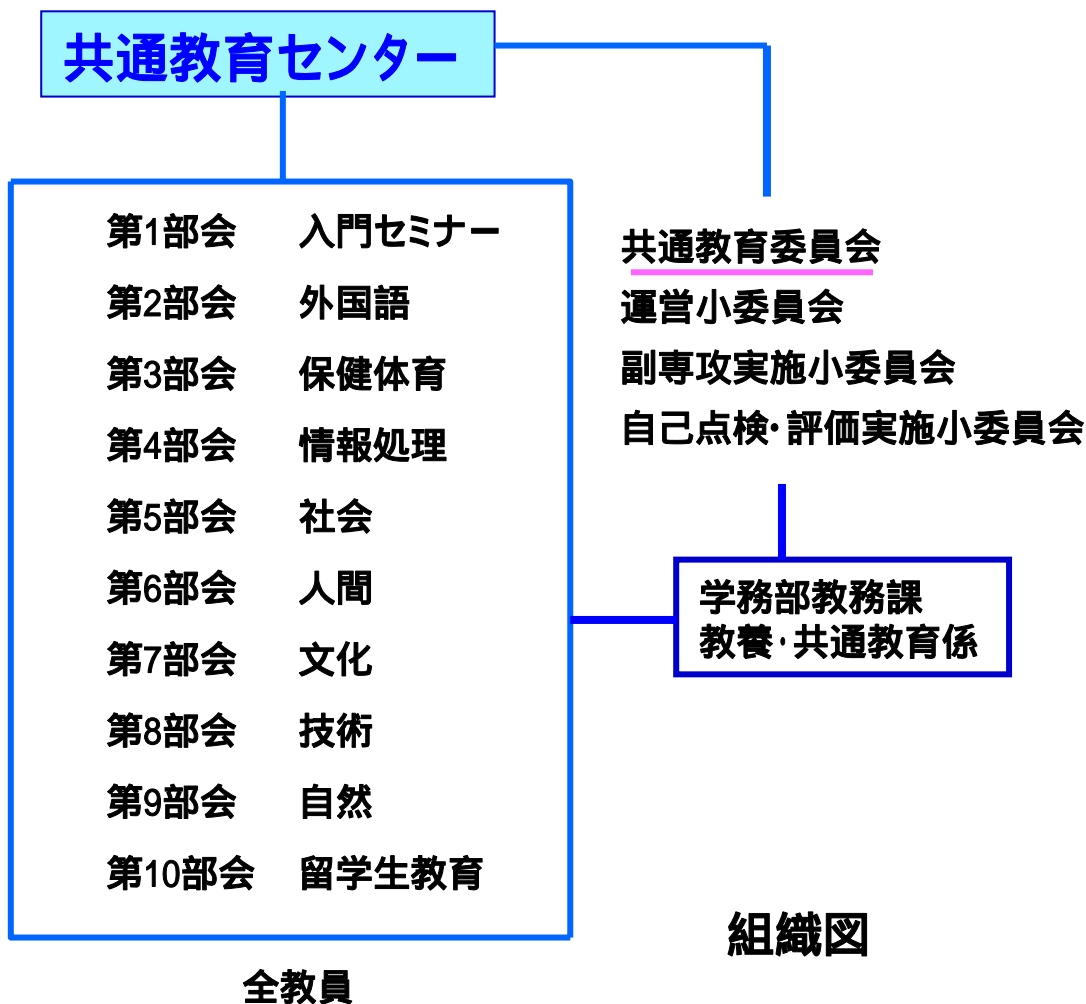 共通教育センター
第1部会 入門セミナー
第2部会 外国語
第3部会 保健体育
第4部会 情報処理
第5部会 社会
第6部会 人間
第7部会 文化
第8部会 技術
第9部会 自然
第10部会 留学生教育
全教員
共通教育委員会
運営小委員会
副専攻実施小委員会
自己点検・評価実施小委員会
学務部教務課
教養・共通教育係
組織図